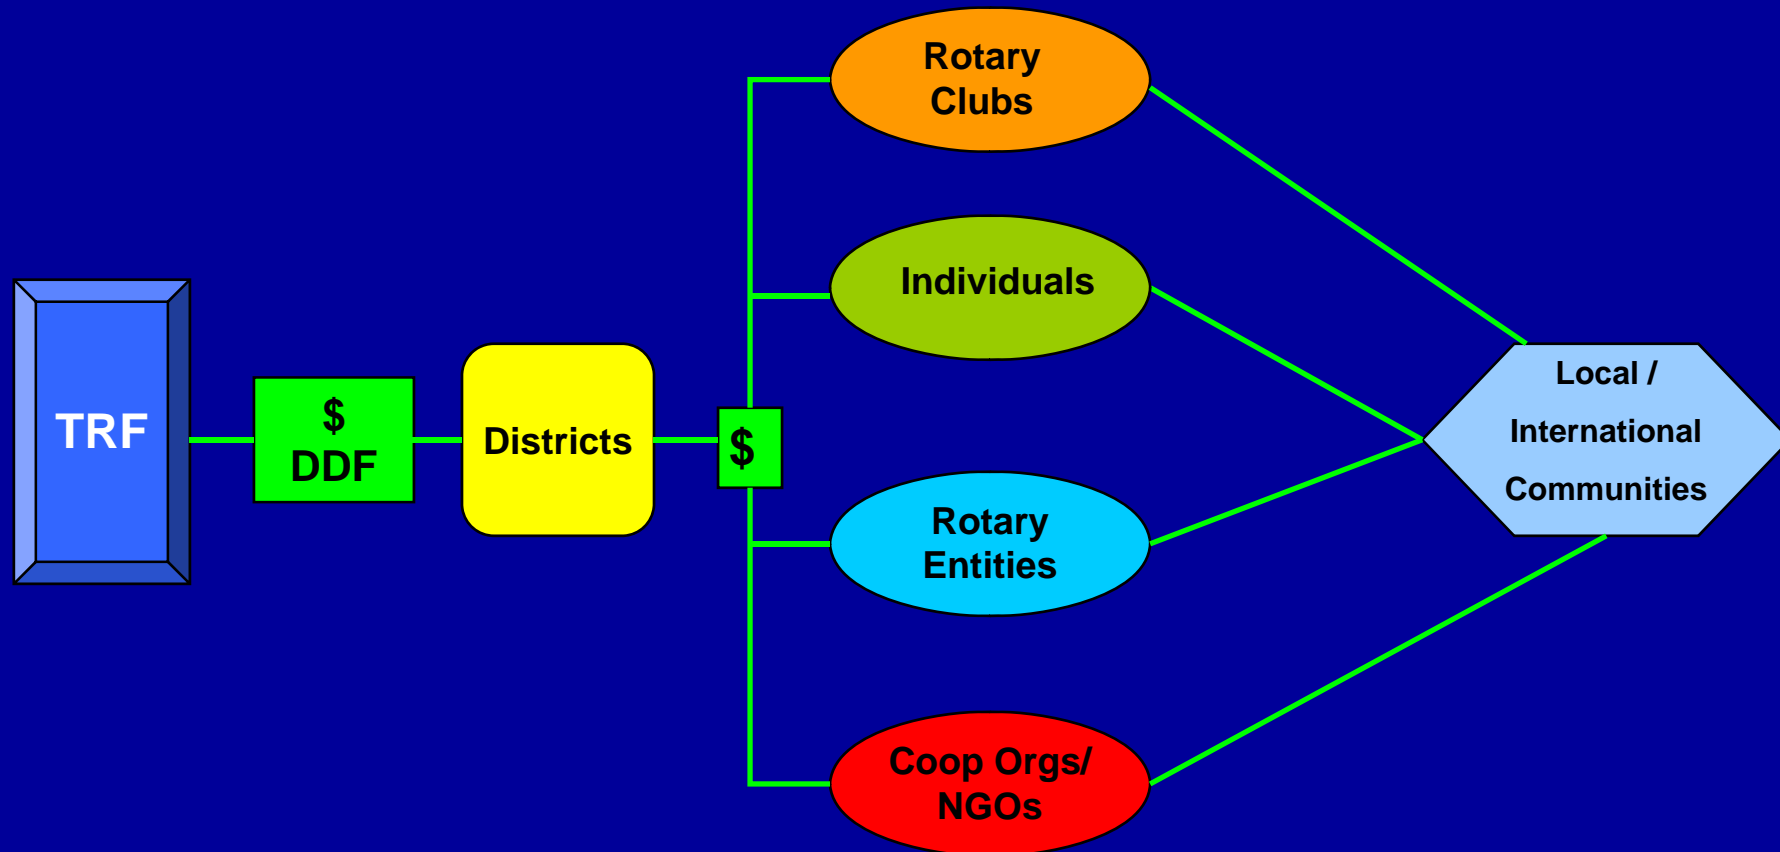 TRF
$
DDF
Districts
$
Rotary
Clubs
Individuals
Rotary
Entities
Coop Orgs/
NGOs
Local /
International
Communities